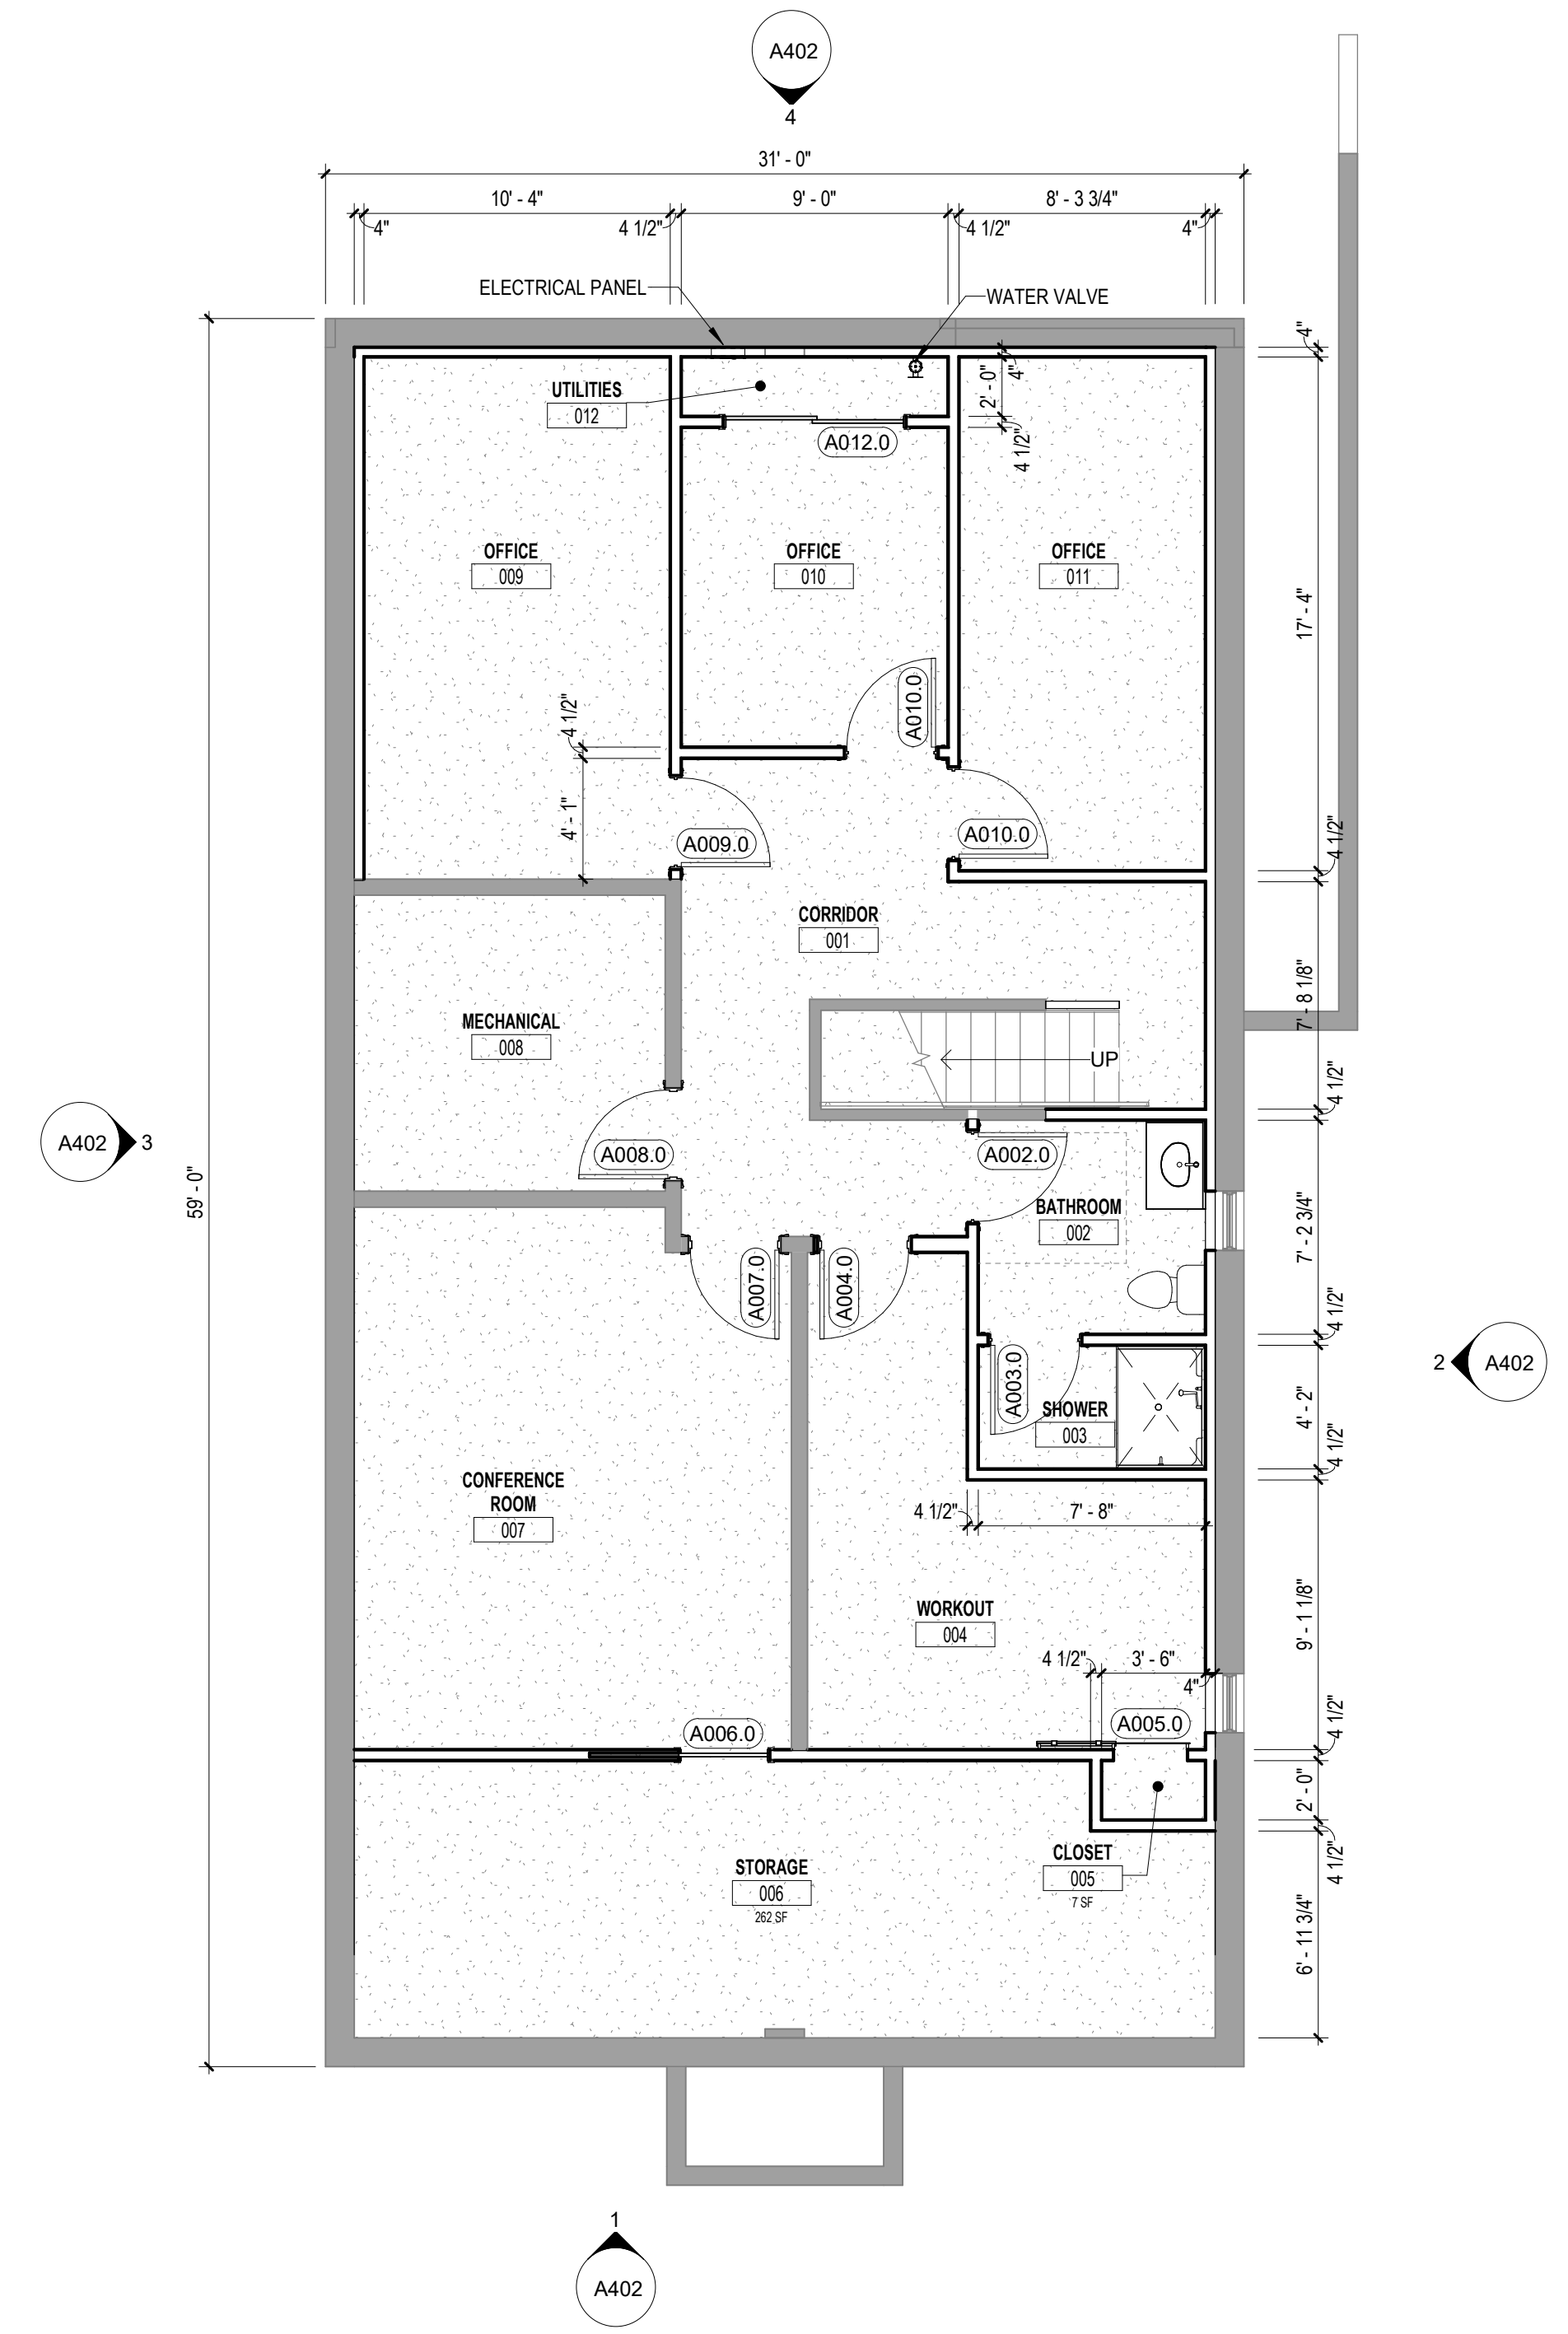 A402
4
31' - 0"
10' - 4"
9' - 0"
8' - 3 3/4"
4"
4 1/2"
4 1/2"
4"
ELECTRICAL PANEL
WATER VALVE
4"
UTILITIES
012
2' - 0"
4"
A012.0
4 1/2"
OFFICE
009
OFFICE
010
OFFICE
011
17' - 4"
4 1/2"
A010.0
4' - 1"
A009.0
A010.0
4 1/2"
CORRIDOR
001
MECHANICAL
008
7' - 8 1/8"
UP
4 1/2"
A402
3
A008.0
A002.0
59' - 0"
BATHROOM
002
7' - 2 3/4"
A007.0
A004.0
4 1/2"
2
A402
A003.0
SHOWER
003
4' - 2"
4 1/2"
CONFERENCE
ROOM
007
4 1/2"
7' - 8"
WORKOUT
004
9' - 1 1/8"
4 1/2"
3' - 6"
4"
A006.0
A005.0
4 1/2"
2' - 0"
STORAGE
006
262 SF
CLOSET
005
7 SF
4 1/2"
6' - 11 3/4"
1
A402